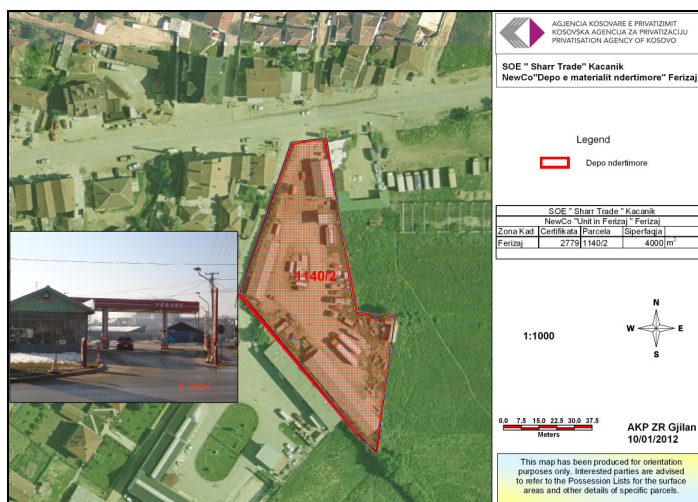 AGJENCIA KOSOVARE E PRIVATIZIMIT
KOSOVSKA AGENCIJA ZA PRIVATIZACIJU
PRIVATISATION AGENCY OF KOSOVO
SOE " Sharr Trade" Kacanik
NewCo"Depo e materialit ndertimore" Ferizaj
Legend
Depo ndertimore
SOE " Sharr Trade " Kacanik
NewCo "Unit in Ferizaj " Ferizaj
Zona Kad Certifikata Parcela Siperfaqja
Ferizaj 2779 1140/2 4000 m²
1140/2
N
W E
S
1:1000
0.0 7.5 15.0 22.5 30.0 37.5
Meters
AKP ZR Gjilan
10/01/2012
This map has been produced for orientation
purposes only. Interested parties are advised
to refer to the Possession Lists for the surface
areas and other details of specific parcels.